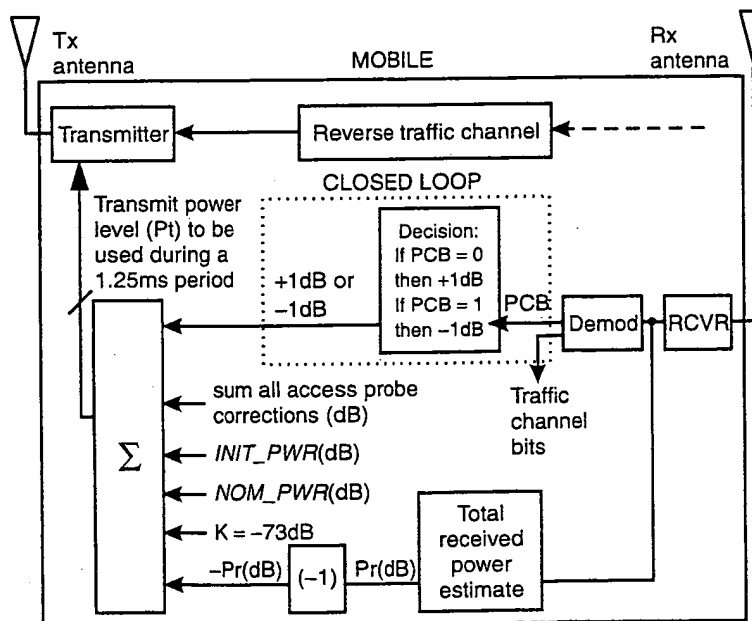 Tx
antenna
MOBILE
Rx
antenna
Transmitter
Reverse traffic channel
CLOSED LOOP
Transmit power
level (Pt) to be
used during a
1.25ms period
Decision:
If PCB = 0
then +1dB
If PCB = 1
then −1dB
+1dB or
−1dB
PCB
Demod
RCVR
Traffic
channel
bits
sum all access probe
corrections (dB)
Σ
INIT_PWR(dB)
NOM_PWR(dB)
K = −73dB
−Pr(dB)
(−1)
Pr(dB)
Total
received
power
estimate